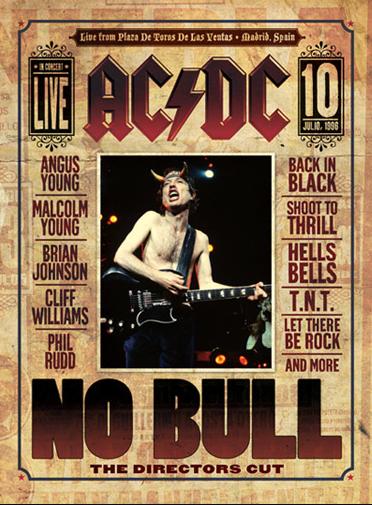 Live from Plaza De Toros De Las Ventas • Madrid, Spain
IN CONCERT
LIVE
AC/DC
10
JULIO, 1996
ANGUS
YOUNG
MALCOLM
YOUNG
BRIAN
JOHNSON
CLIFF
WILLIAMS
PHIL
RUDD
BACK IN
BLACK
SHOOT TO
THRILL
HELLS
BELLS
T.N.T.
LET THERE
BE ROCK
AND MORE
NO BULL
THE DIRECTORS CUT